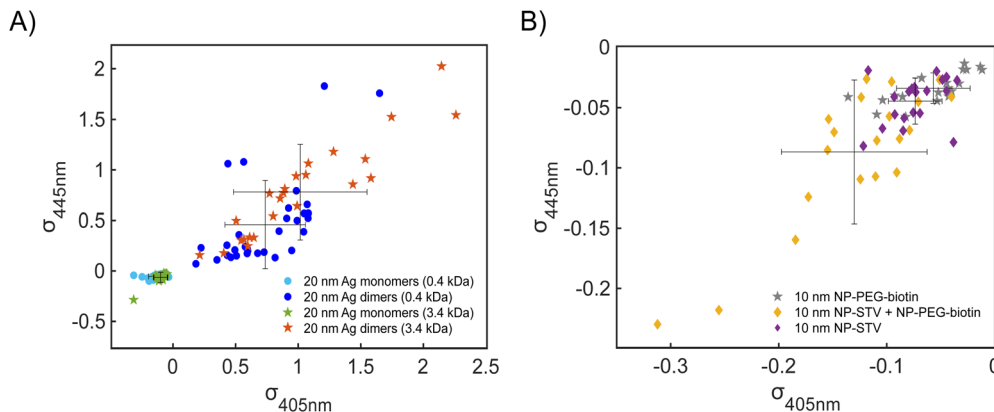 A)
B)
2
1.5
1
0.5
0
-0.5
σ445nm
0
0.5
1
1.5
2
2.5
σ405nm
20 nm Ag monomers (0.4 kDa)
20 nm Ag dimers (0.4 kDa)
20 nm Ag monomers (3.4 kDa)
20 nm Ag dimers (3.4 kDa)
0
-0.05
-0.1
-0.15
-0.2
σ445nm
-0.3
-0.2
-0.1
0
σ405nm
10 nm NP-PEG-biotin
10 nm NP-STV + NP-PEG-biotin
10 nm NP-STV